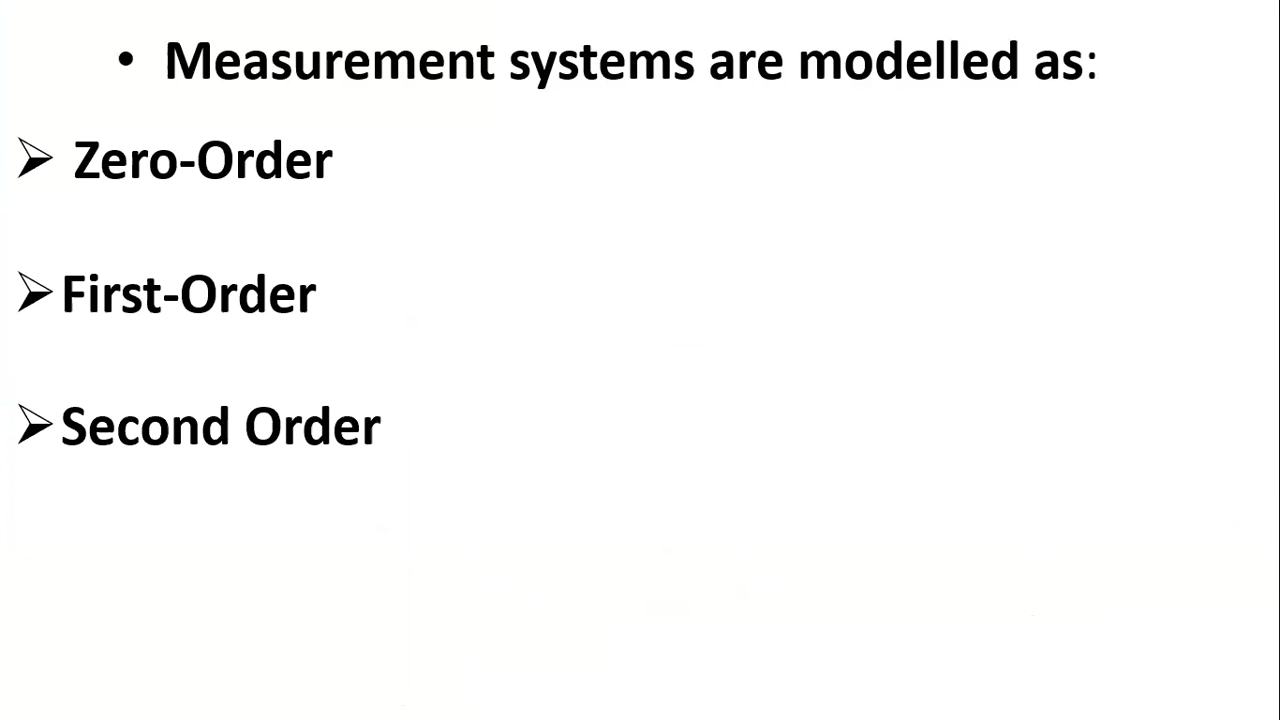 • Measurement systems are modelled as:
➢ Zero-Order
➢ First-Order
➢ Second Order